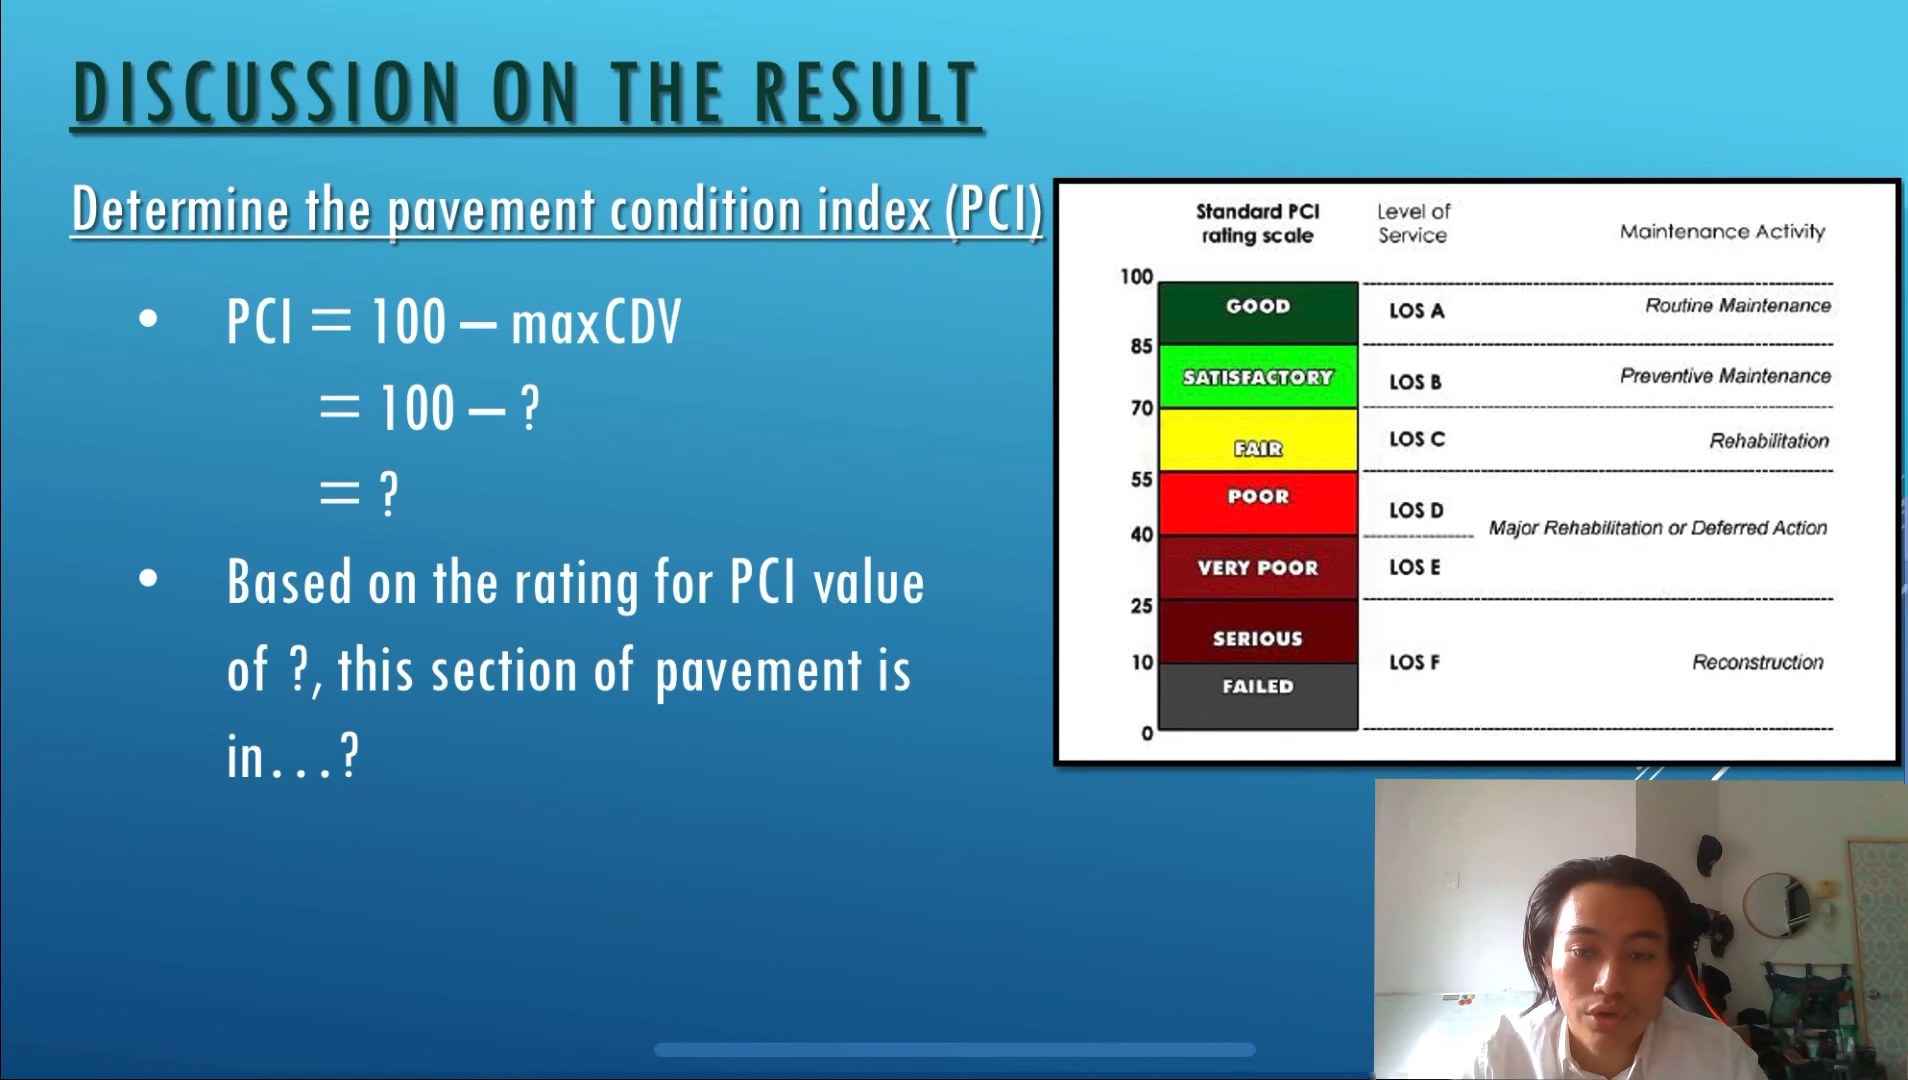 DISCUSSION ON THE RESULT
Determine the pavement condition index (PCI)
• PCI = 100 – maxCDV
= 100 – ?
= ?
• Based on the rating for PCI value
of ?, this section of pavement is
in...?
Standard PCI
rating scale
Level of
Service
Maintenance Activity
100
GOOD LOS A Routine Maintenance
85
SATISFACTORY LOS B Preventive Maintenance
70
FAIR LOS C Rehabilitation
55
POOR LOS D
Major Rehabilitation or Deferred Action
40
VERY POOR LOS E
25
SERIOUS
10 LOS F Reconstruction
FAILED
0